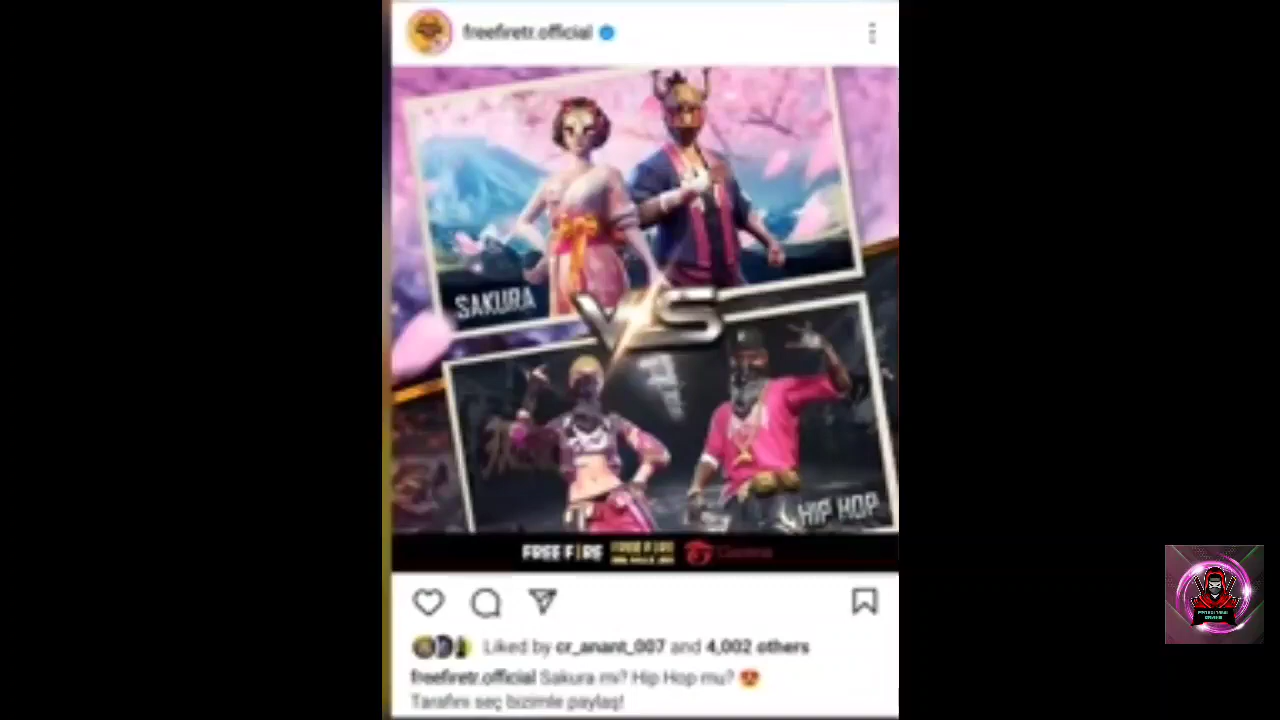 freefiretr.official
SAKURA
VS
HIP HOP
FREE FIRE
Garena
Liked by cr_anant_007 and 4,002 others
freefiretr.official Sakura mı? Hip Hop mu? 😍
Tarafını seç bizimle paylaş!